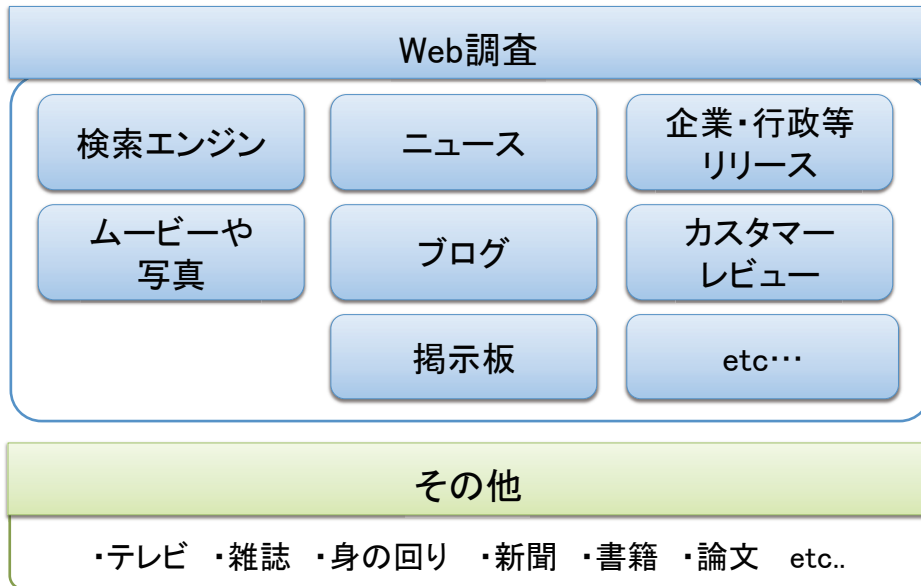 Web調査
検索エンジン
ニュース
企業・行政等
リリース
ムービーや
写真
ブログ
カスタマー
レビュー
掲示板
etc…
その他
・テレビ ・雑誌 ・身の回り ・新聞 ・書籍 ・論文 etc..